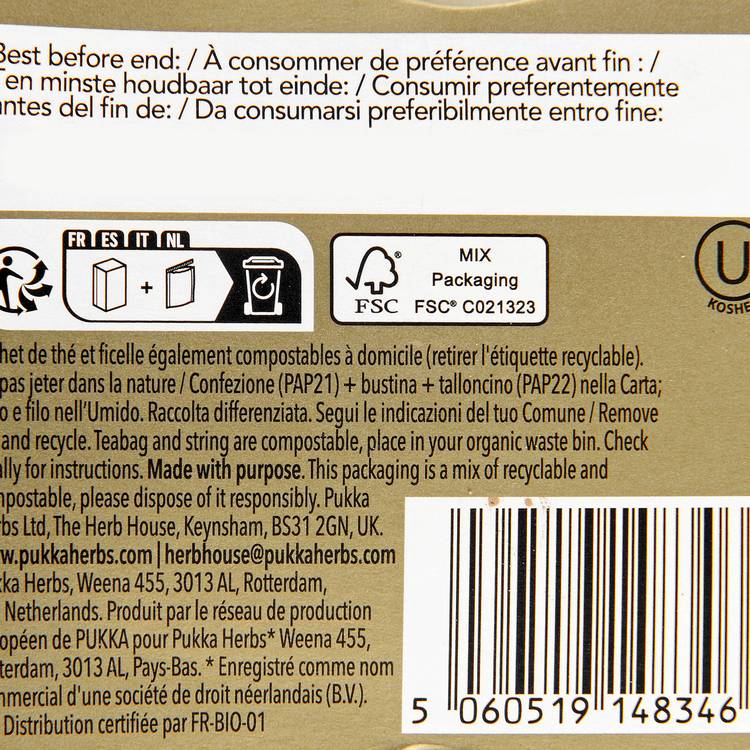 Best before end: / À consommer de préférence avant fin : /
en minste houdbaar tot einde: / Consumir preferentemente
antes del fin de: / Da consumarsi preferibilmente entro fine:
FR ES IT NL
+
FSC®
MIX
Packaging
FSC® C021323
U
KOSHE
het de thé et ficelle également compostables à domicile (retirer l'étiquette recyclable).
pas jeter dans la nature / Confezione (PAP21) + bustina + talloncino (PAP22) nella Carta;
o e filo nell'Umido. Raccolta differenziata. Segui le indicazioni del tuo Comune / Remove
and recycle. Teabag and string are compostable, place in your organic waste bin. Check
ally for instructions. Made with purpose. This packaging is a mix of recyclable and
mpostable, please dispose of it responsibly. Pukka
rbs Ltd, The Herb House, Keynsham, BS31 2GN, UK.
w.pukkaherbs.com | herbhouse@pukkaherbs.com
kka Herbs, Weena 455, 3013 AL, Rotterdam,
Netherlands. Produit par le réseau de production
opéen de PUKKA pour Pukka Herbs* Weena 455,
terdam, 3013 AL, Pays-Bas. * Enregistré comme nom
mmercial d'une société de droit néerlandais (B.V.).
Distribution certifiée par FR-BIO-01
5 060519 148346